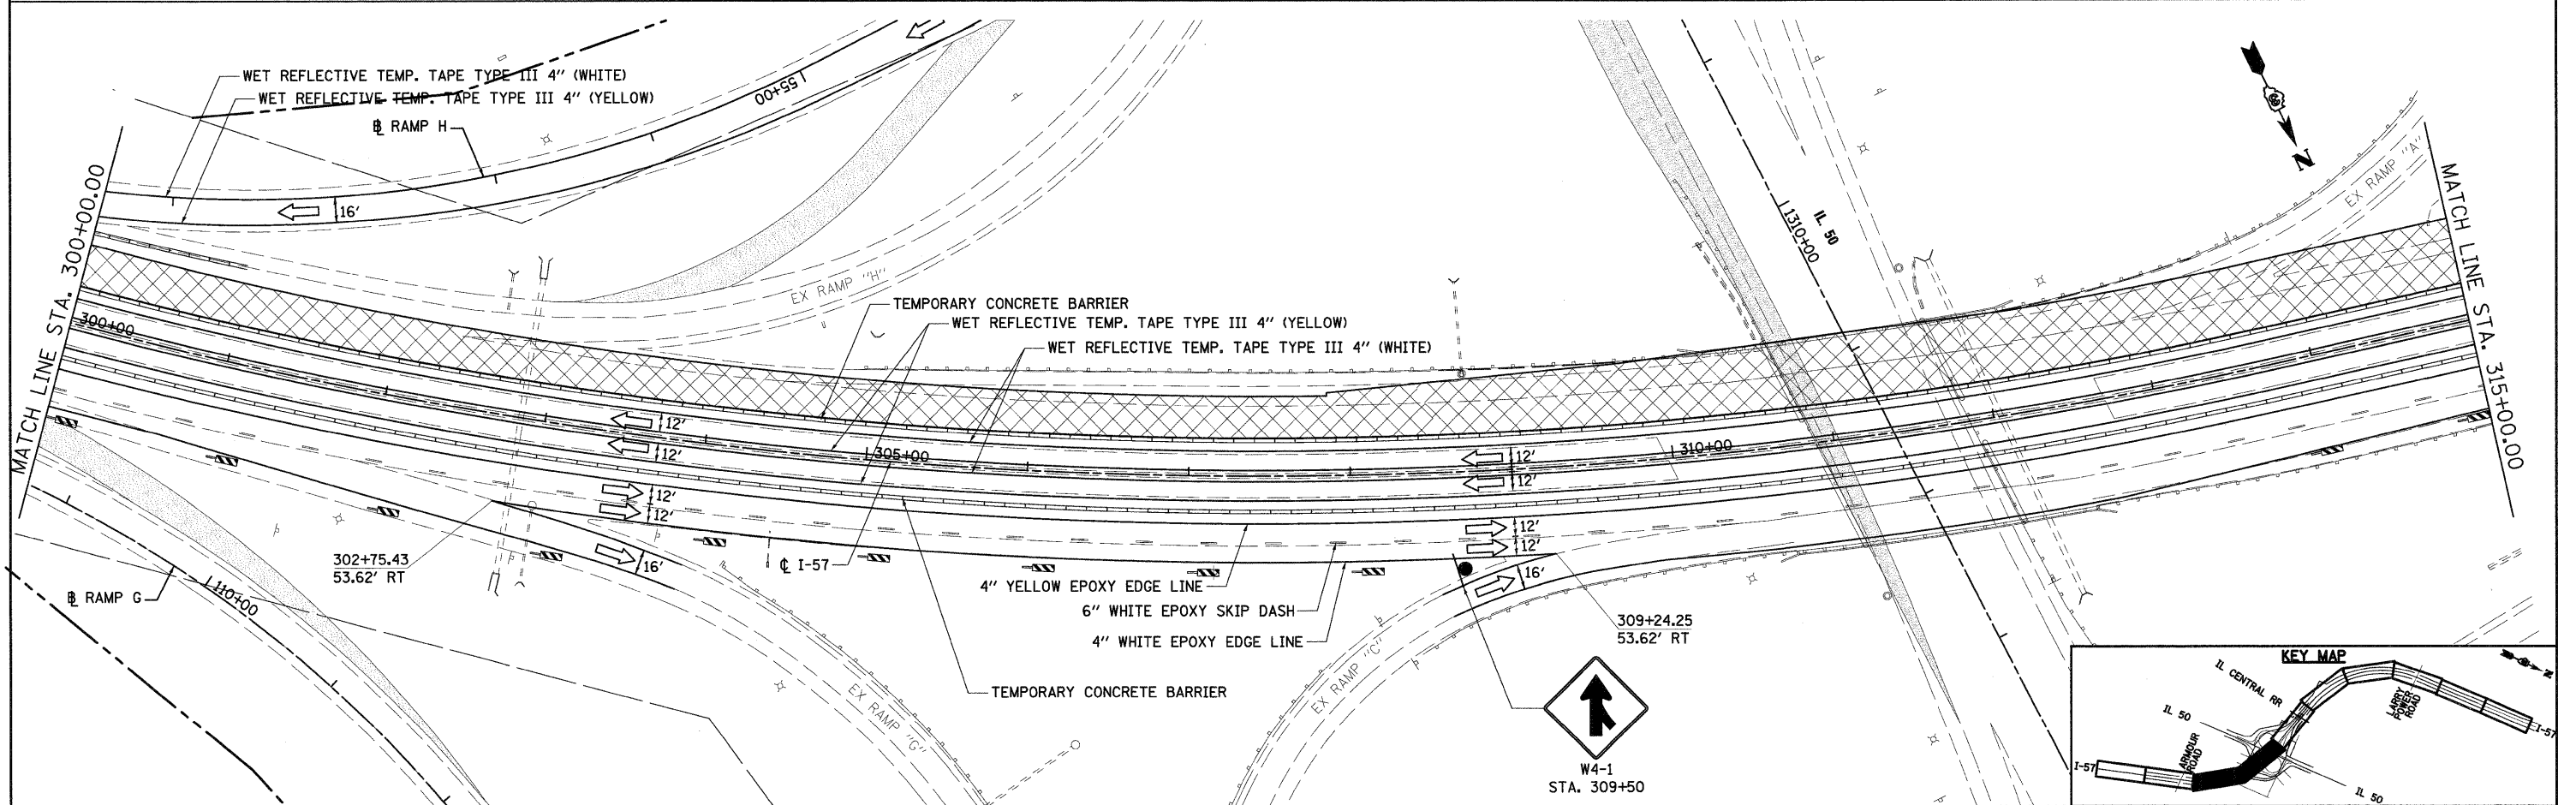 WET REFLECTIVE TEMP. TAPE TYPE III 4" (WHITE)
WET REFLECTIVE TEMP. TAPE TYPE III 4" (YELLOW)
55+00
℄ RAMP H
16'
MATCH LINE STA. 300+00.00
300+00
EX RAMP "H"
TEMPORARY CONCRETE BARRIER
WET REFLECTIVE TEMP. TAPE TYPE III 4" (YELLOW)
WET REFLECTIVE TEMP. TAPE TYPE III 4" (WHITE)
IL 50
1310+00
N
EX RAMP "A"
MATCH LINE STA. 315+00.00
12'
12'
305+00
12'
12'
310+00
12'
12'
12'
12'
302+75.43
53.62' RT
16'
℄ I-57
16'
℄ RAMP G
110+00
4" YELLOW EPOXY EDGE LINE
6" WHITE EPOXY SKIP DASH
4" WHITE EPOXY EDGE LINE
309+24.25
53.62' RT
TEMPORARY CONCRETE BARRIER
EX RAMP "G"
EX RAMP "C"
W4-1
STA. 309+50
KEY MAP
N
IL CENTRAL RR
IL 50
LARRY POWER ROAD
ARMOUR ROAD
I-57
I-57
IL 50